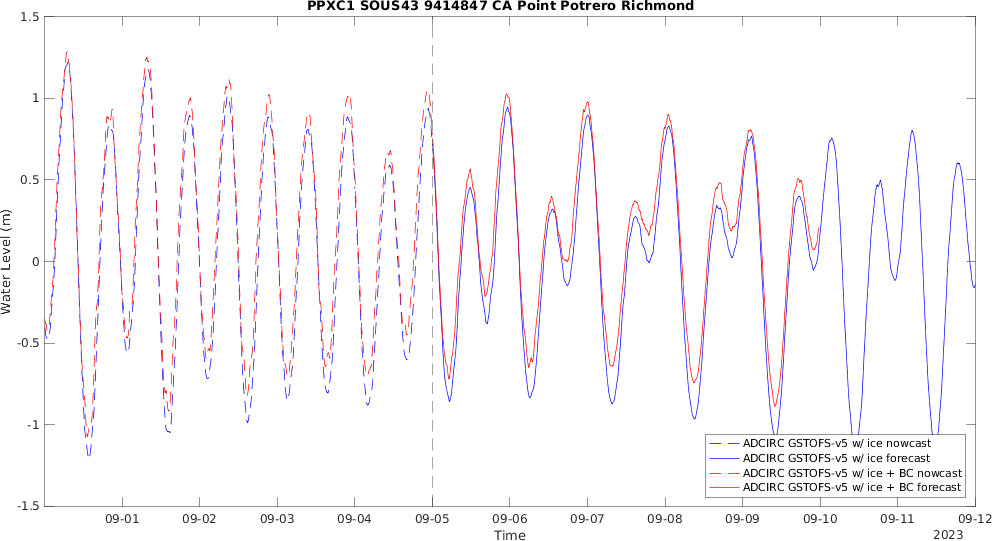 PPXC1 SOUS43 9414847 CA Point Potrero Richmond
1.5
1
0.5
0
-0.5
-1
-1.5
Water Level (m)
ADCIRC GSTOFS-v5 w/ ice nowcast
ADCIRC GSTOFS-v5 w/ ice forecast
ADCIRC GSTOFS-v5 w/ ice + BC nowcast
ADCIRC GSTOFS-v5 w/ ice + BC forecast
09-01 09-02 09-03 09-04 09-05 09-06 09-07 09-08 09-09 09-10 09-11 09-12
Time
2023